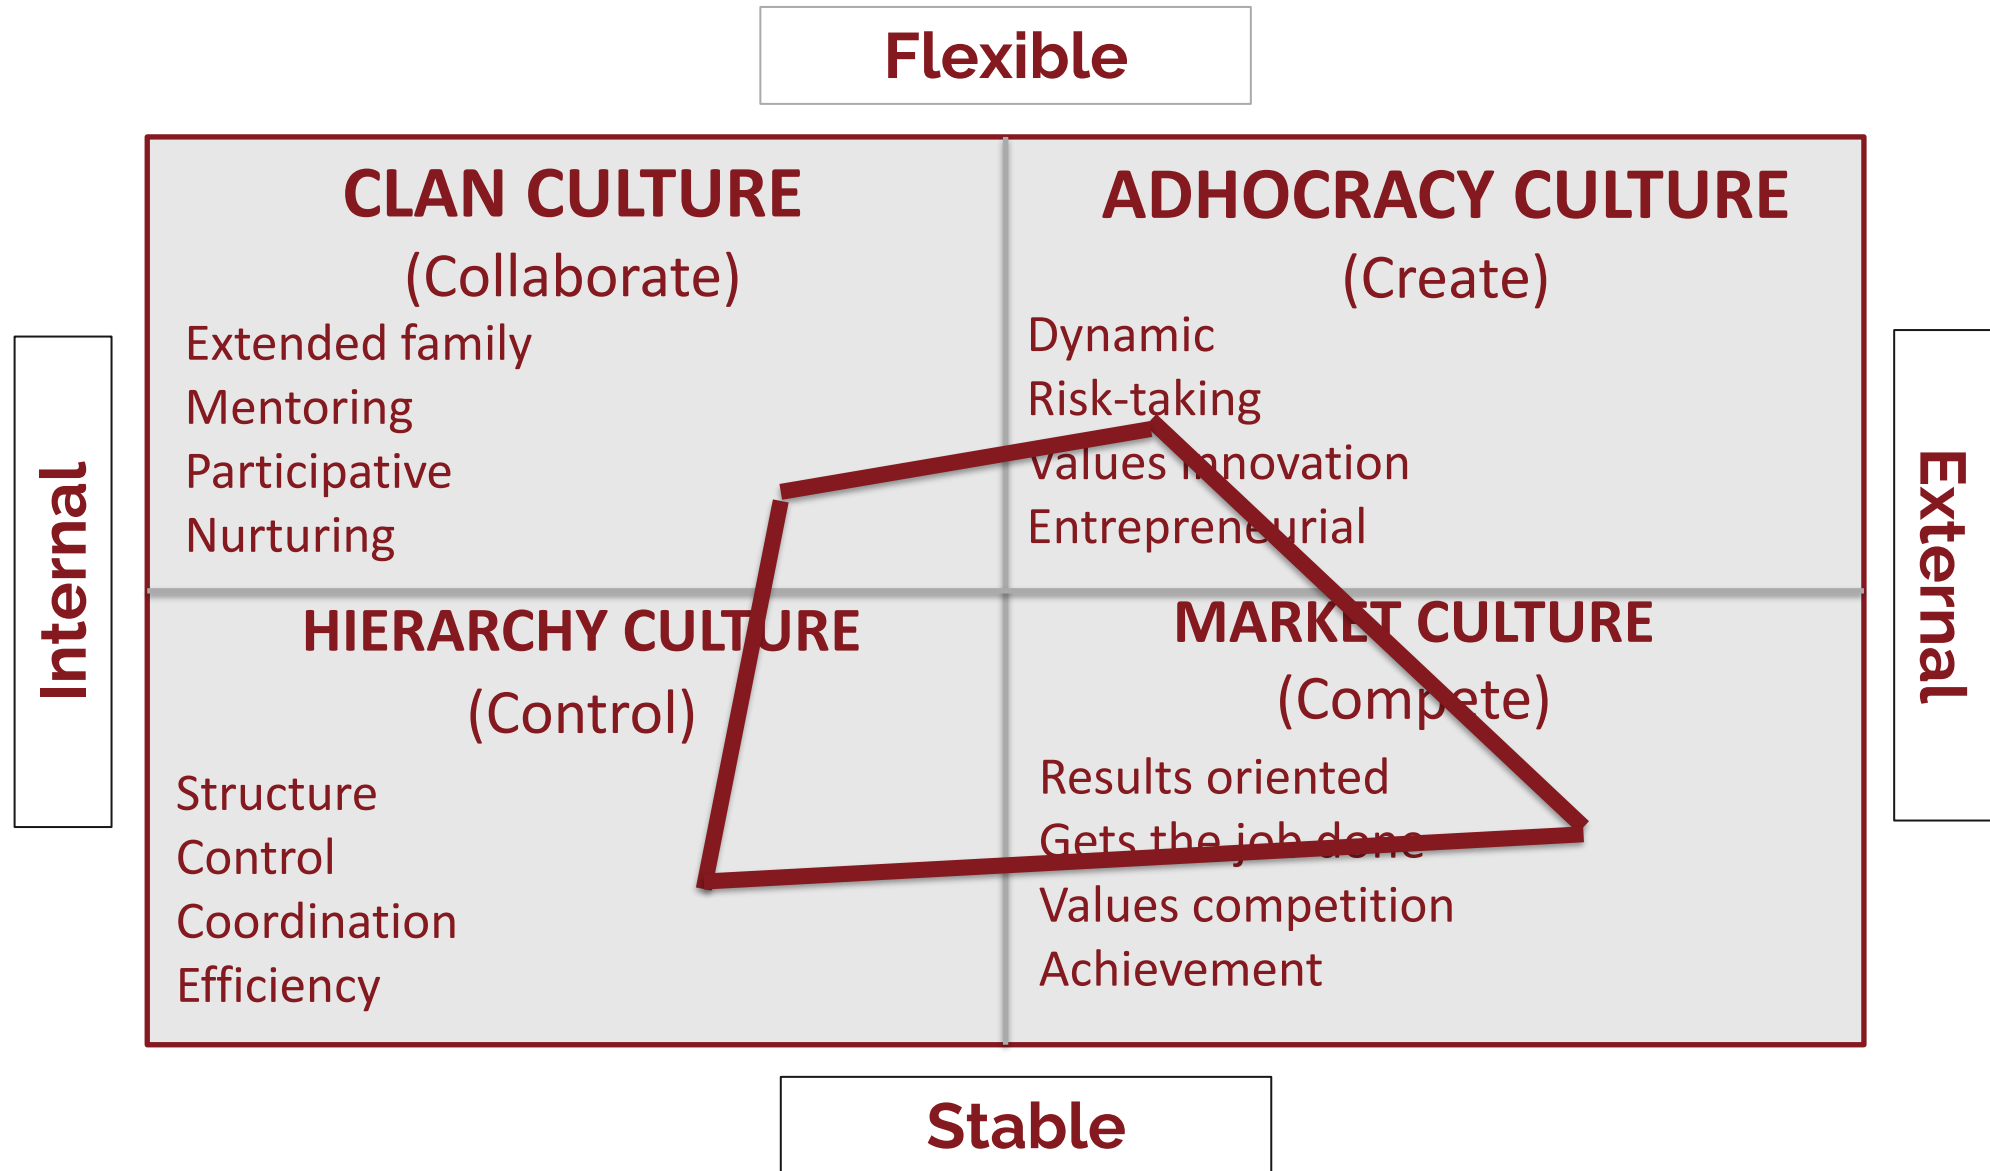 Flexible
CLAN CULTURE
(Collaborate)
Extended family
Mentoring
Participative
Nurturing
ADHOCRACY CULTURE
(Create)
Dynamic
Risk-taking
Values innovation
Entrepreneurial
Internal
External
HIERARCHY CULTURE
(Control)
Structure
Control
Coordination
Efficiency
MARKET CULTURE
(Compete)
Results oriented
Gets the job done
Values competition
Achievement
Stable